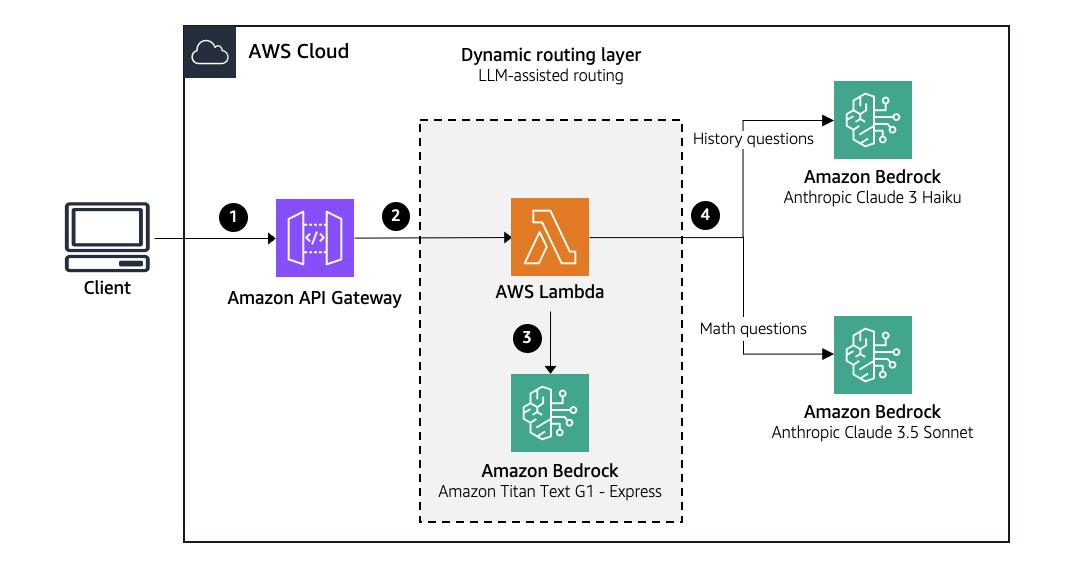 AWS Cloud
Dynamic routing layer
LLM-assisted routing
1
2
3
4
</>
Client
Amazon API Gateway
AWS Lambda
Amazon Bedrock
Amazon Titan Text G1 - Express
History questions
Amazon Bedrock
Anthropic Claude 3 Haiku
Math questions
Amazon Bedrock
Anthropic Claude 3.5 Sonnet